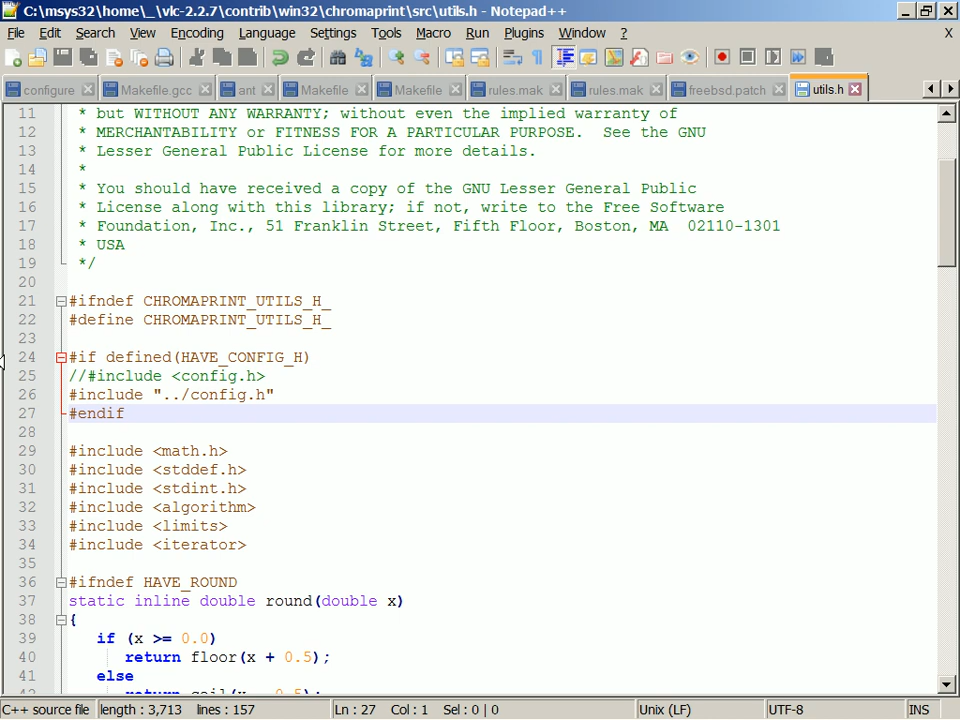 C:\msys32\home\_\vlc-2.2.7\contrib\win32\chromaprint\src\utils.h - Notepad++
File Edit Search View Encoding Language Settings Tools Macro Run Plugins Window ? X
configure Makefile.gcc ant Makefile Makefile rules.mak rules.mak freebsd.patch utils.h
11 * but WITHOUT ANY WARRANTY; without even the implied warranty of
12 * MERCHANTABILITY or FITNESS FOR A PARTICULAR PURPOSE.  See the GNU
13 * Lesser General Public License for more details.
14 *
15 * You should have received a copy of the GNU Lesser General Public
16 * License along with this library; if not, write to the Free Software
17 * Foundation, Inc., 51 Franklin Street, Fifth Floor, Boston, MA  02110-1301
18 * USA
19 */
20
21 #ifndef CHROMAPRINT_UTILS_H_
22 #define CHROMAPRINT_UTILS_H_
23
24 #if defined(HAVE_CONFIG_H)
25 //#include <config.h>
26 #include "../config.h"
27 #endif
28
29 #include <math.h>
30 #include <stddef.h>
31 #include <stdint.h>
32 #include <algorithm>
33 #include <limits>
34 #include <iterator>
35
36 #ifndef HAVE_ROUND
37 static inline double round(double x)
38 {
39 if (x >= 0.0)
40 return floor(x + 0.5);
41 else
42 return ceil(x - 0.5);
C++ source file length : 3,713 lines : 157 Ln : 27 Col : 1 Sel : 0 | 0 Unix (LF) UTF-8 INS